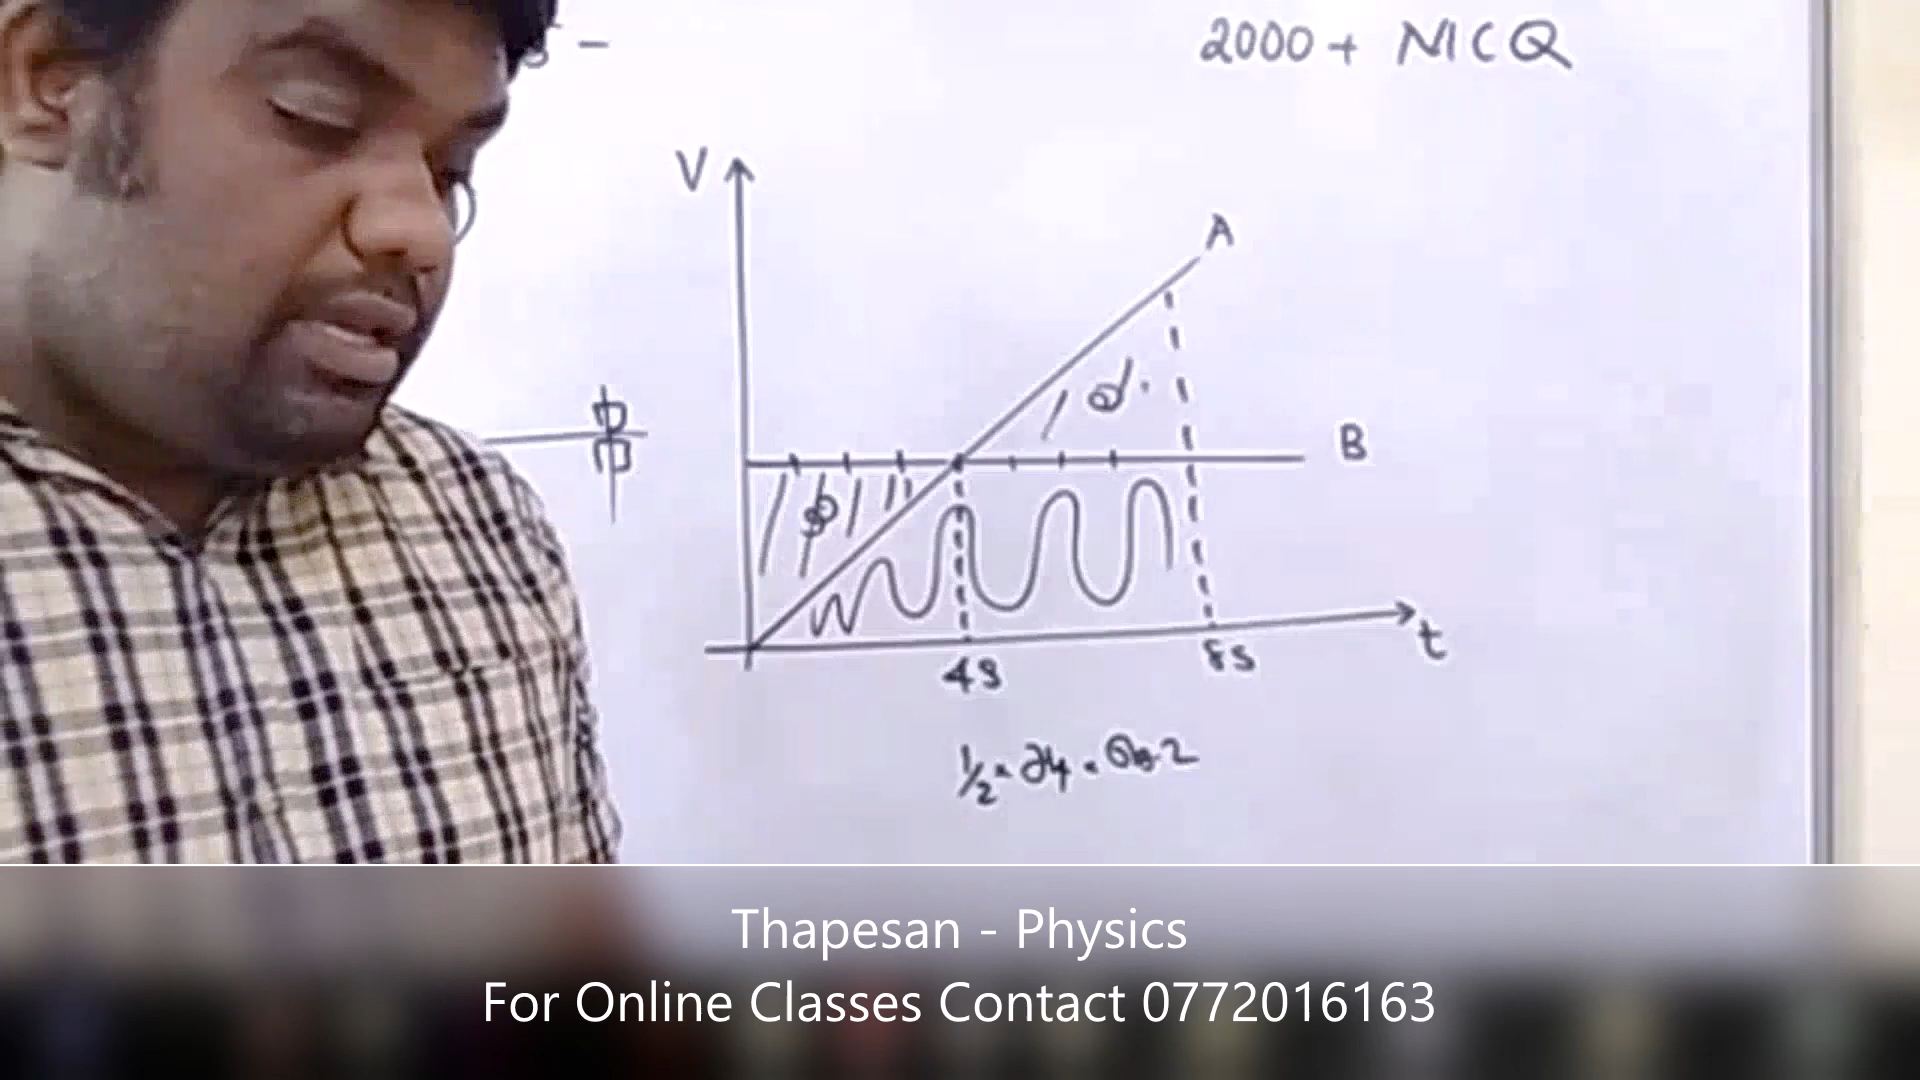 2000 + MCQ
V
A
B
4s
8s
t
Thapesan - Physics
For Online Classes Contact 0772016163